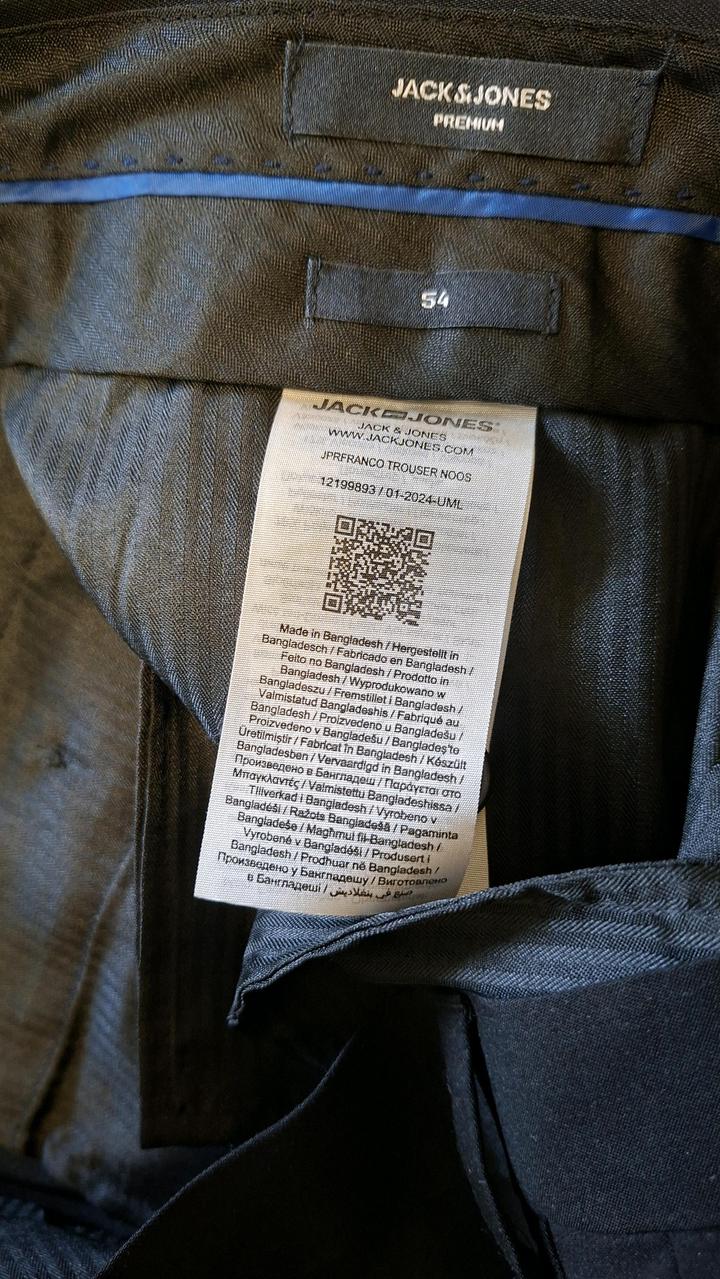 JACK&JONES
PREMIUM
54
JACK JONES®
JACK & JONES
WWW.JACKJONES.COM
JPRFRANCO TROUSER NOOS
12199893 / 01-2024-UML
Made in Bangladesh / Hergestellt in
Bangladesch / Fabricado en Bangladesh /
Feito no Bangladesh / Prodotto in
Bangladesh / Wyprodukowano w
Bangladeszu / Fremstillet i Bangladesh /
Valmistatud Bangladeshis / Fabriqué au
Bangladesh / Proizvedeno u Bangladešu /
Proizvedeno v Bangladešu / Bangladeş'te
Üretilmiştir / Fabricat în Bangladesh / Készült
Bangladesben / Vervaardigd in Bangladesh /
Произведено в Бангладеш / Παράγεται στο
Μπαγκλαντές / Valmistettu Bangladeshissa /
Tillverkad i Bangladesh / Vyrobeno v
Bangladéši / Ražots Bangladešā / Pagaminta
Bangladeše / Magħmul fil-Bangladesh /
Vyrobené v Bangladéši / Produsert i
Bangladesh / Prodhuar në Bangladesh /
Произведено у Бангладешу / Виготовлено
в Бангладеші / صنع في بنغلاديش